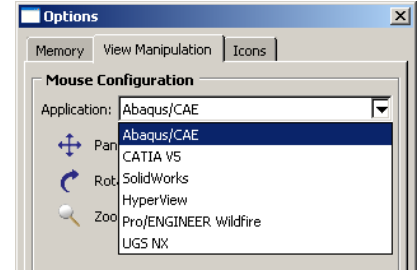 Options
Memory View Manipulation Icons
Mouse Configuration
Application: Abaqus/CAE
Abaqus/CAE
Pan
CATIA V5
SolidWorks
HyperView
Pro/ENGINEER Wildfire
UGS NX